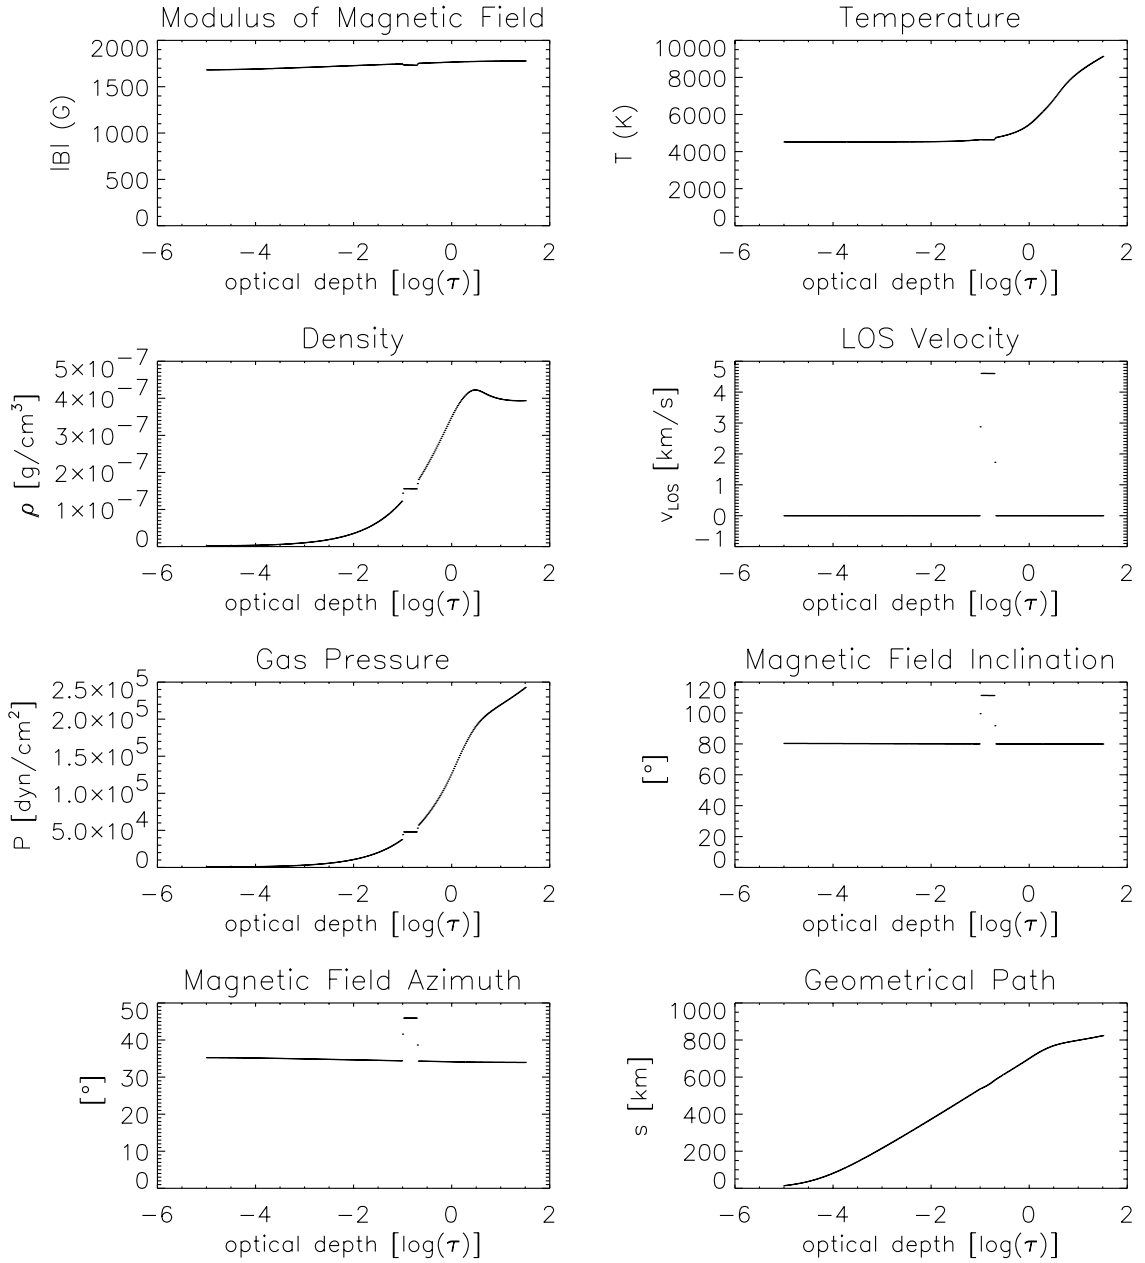 Modulus of Magnetic Field
|B| (G)
2000
1500
1000
500
0
−6 −4 −2 0 2
optical depth [log(τ)]
Temperature
T (K)
10000
8000
6000
4000
2000
0
−6 −4 −2 0 2
optical depth [log(τ)]
Density
ρ [g/cm³]
5×10⁻⁷
4×10⁻⁷
3×10⁻⁷
2×10⁻⁷
1×10⁻⁷
0
−6 −4 −2 0 2
optical depth [log(τ)]
LOS Velocity
v_LOS [km/s]
5
4
3
2
1
0
−1
−6 −4 −2 0 2
optical depth [log(τ)]
Gas Pressure
P [dyn/cm²]
2.5×10⁵
2.0×10⁵
1.5×10⁵
1.0×10⁵
5.0×10⁴
0
−6 −4 −2 0 2
optical depth [log(τ)]
Magnetic Field Inclination
[°]
120
100
80
60
40
20
0
−6 −4 −2 0 2
optical depth [log(τ)]
Magnetic Field Azimuth
[°]
50
40
30
20
10
0
−6 −4 −2 0 2
optical depth [log(τ)]
Geometrical Path
s [km]
1000
800
600
400
200
0
−6 −4 −2 0 2
optical depth [log(τ)]